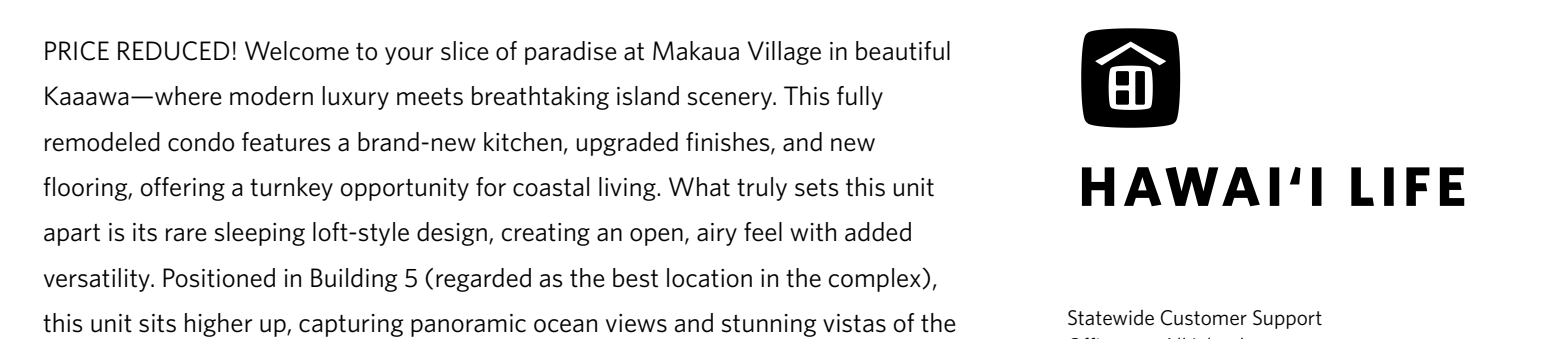 PRICE REDUCED! Welcome to your slice of paradise at Makaua Village in beautiful
Kaaawa—where modern luxury meets breathtaking island scenery. This fully
remodeled condo features a brand-new kitchen, upgraded finishes, and new
flooring, offering a turnkey opportunity for coastal living. What truly sets this unit
apart is its rare sleeping loft-style design, creating an open, airy feel with added
versatility. Positioned in Building 5 (regarded as the best location in the complex),
this unit sits higher up, capturing panoramic ocean views and stunning vistas of the
HAWAIʻI LIFE
Statewide Customer Support